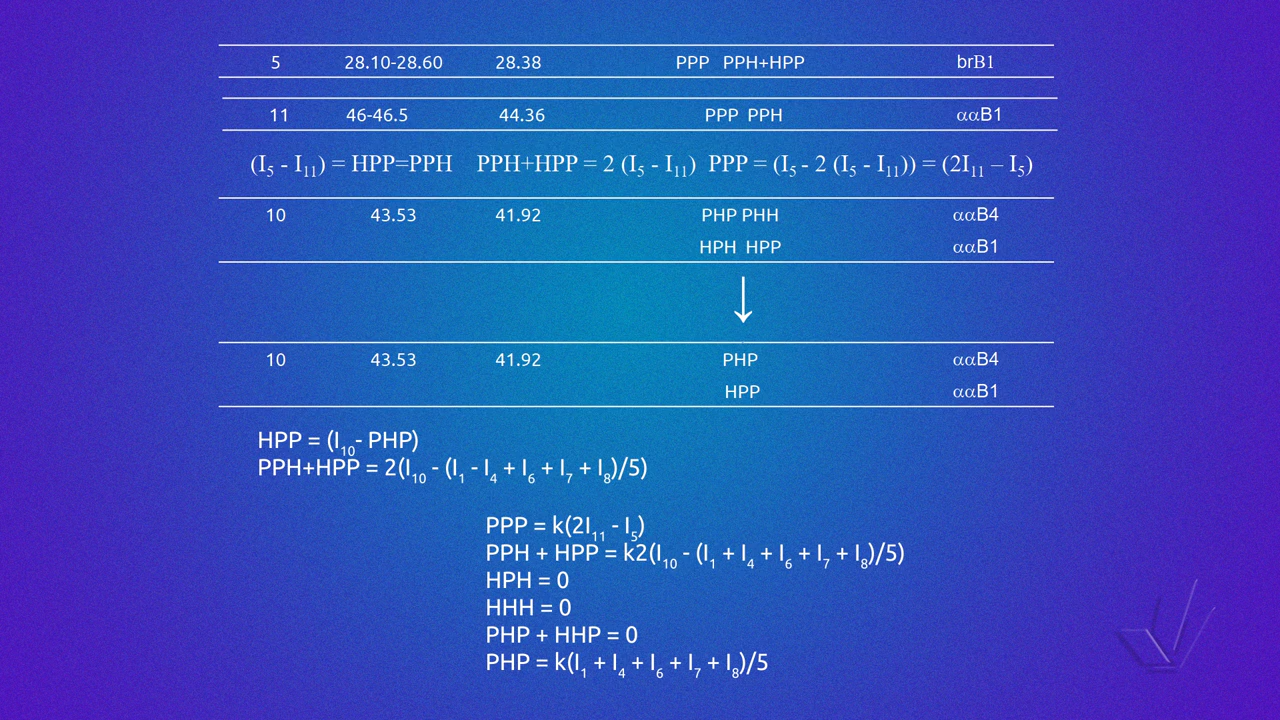 5 28.10-28.60 28.38 PPP PPH+HPP brB1
11 46-46.5 44.36 PPP PPH ααB1
(I₅ - I₁₁) = HPP=PPH PPH+HPP = 2 (I₅ - I₁₁) PPP = (I₅ - 2 (I₅ - I₁₁)) = (2I₁₁ – I₅)
10 43.53 41.92 PHP PHH ααB4
HPH HPP ααB1
↓
10 43.53 41.92 PHP ααB4
HPP ααB1
HPP = (I₁₀- PHP)
PPH+HPP = 2(I₁₀ - (I₁ - I₄ + I₆ + I₇ + I₈)/5)
PPP = k(2I₁₁ - I₅)
PPH + HPP = k2(I₁₀ - (I₁ + I₄ + I₆ + I₇ + I₈)/5)
HPH = 0
HHH = 0
PHP + HHP = 0
PHP = k(I₁ + I₄ + I₆ + I₇ + I₈)/5